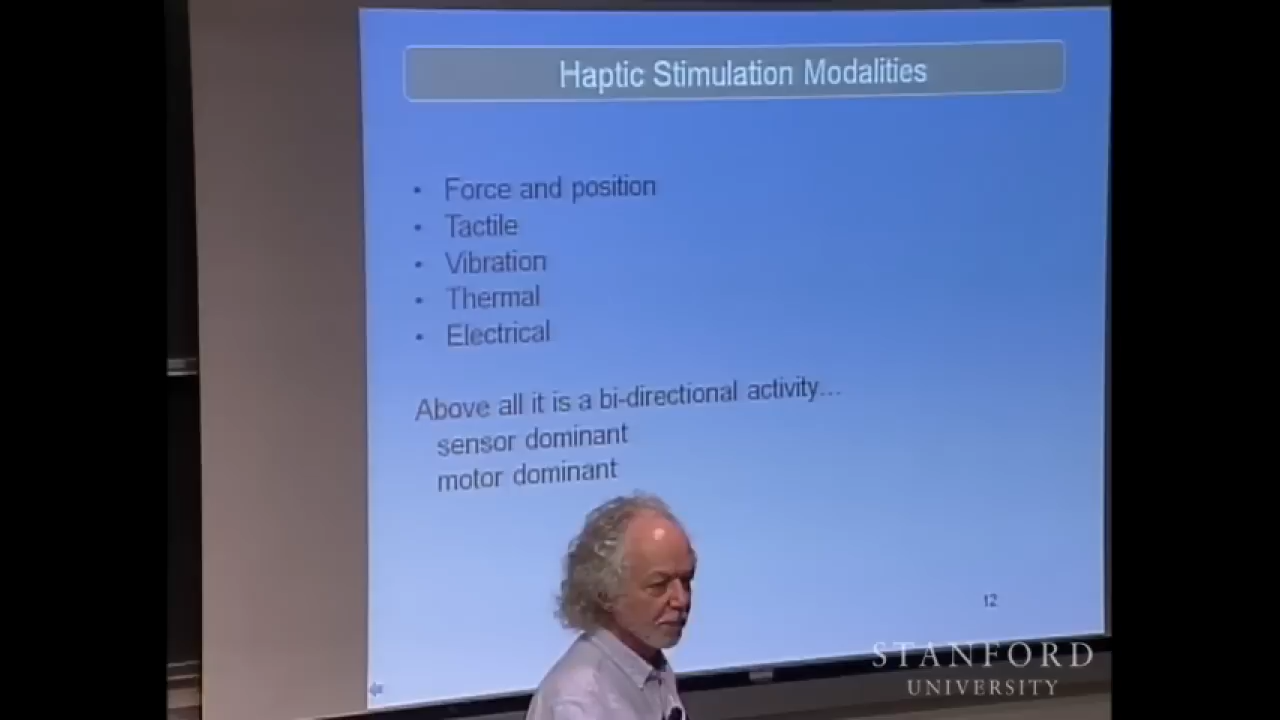 Haptic Stimulation Modalities
• Force and position
• Tactile
• Vibration
• Thermal
• Electrical
Above all it is a bi-directional activity…
sensor dominant
motor dominant
12
STANFORD
UNIVERSITY